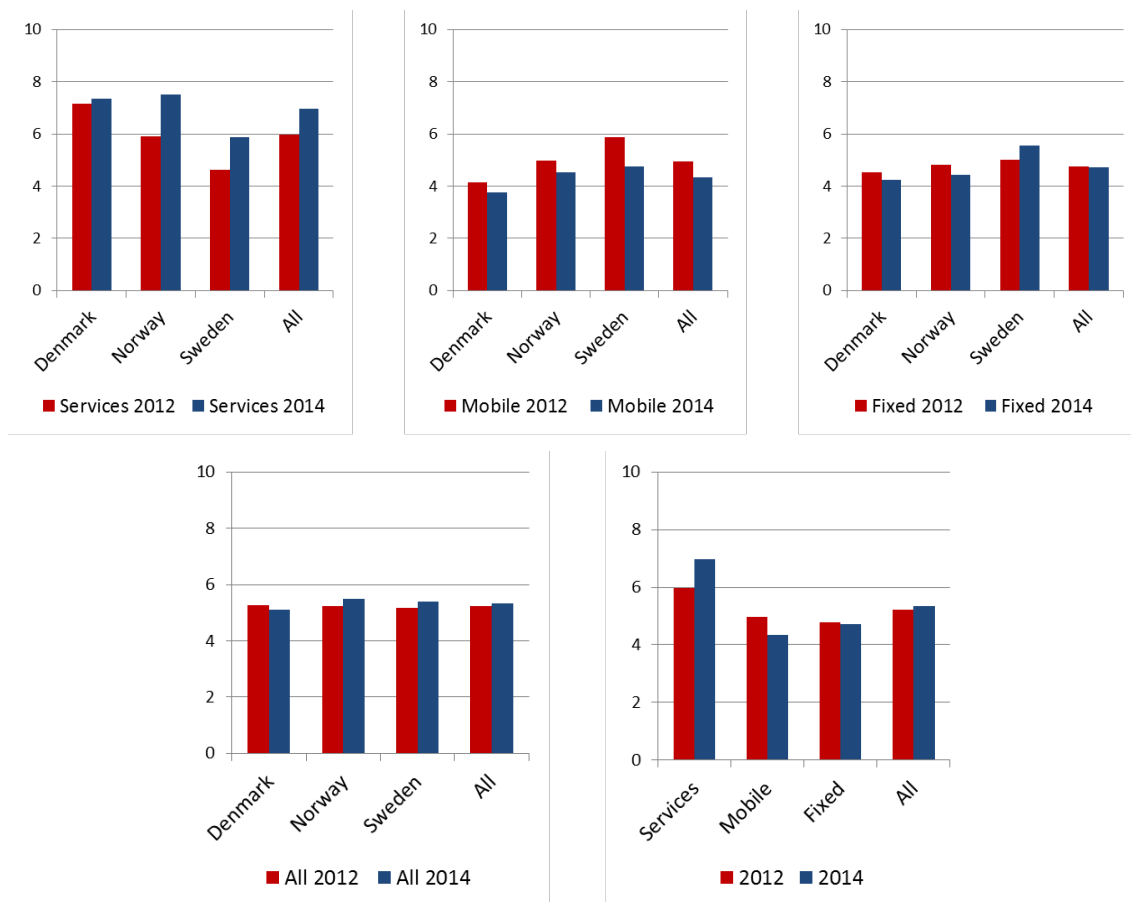 10
8
6
4
2
0
Denmark
Norway
Sweden
All
Services 2012 Services 2014
10
8
6
4
2
0
Denmark
Norway
Sweden
All
Mobile 2012 Mobile 2014
10
8
6
4
2
0
Denmark
Norway
Sweden
All
Fixed 2012 Fixed 2014
10
8
6
4
2
0
Denmark
Norway
Sweden
All
All 2012 All 2014
10
8
6
4
2
0
Services
Mobile
Fixed
All
2012 2014